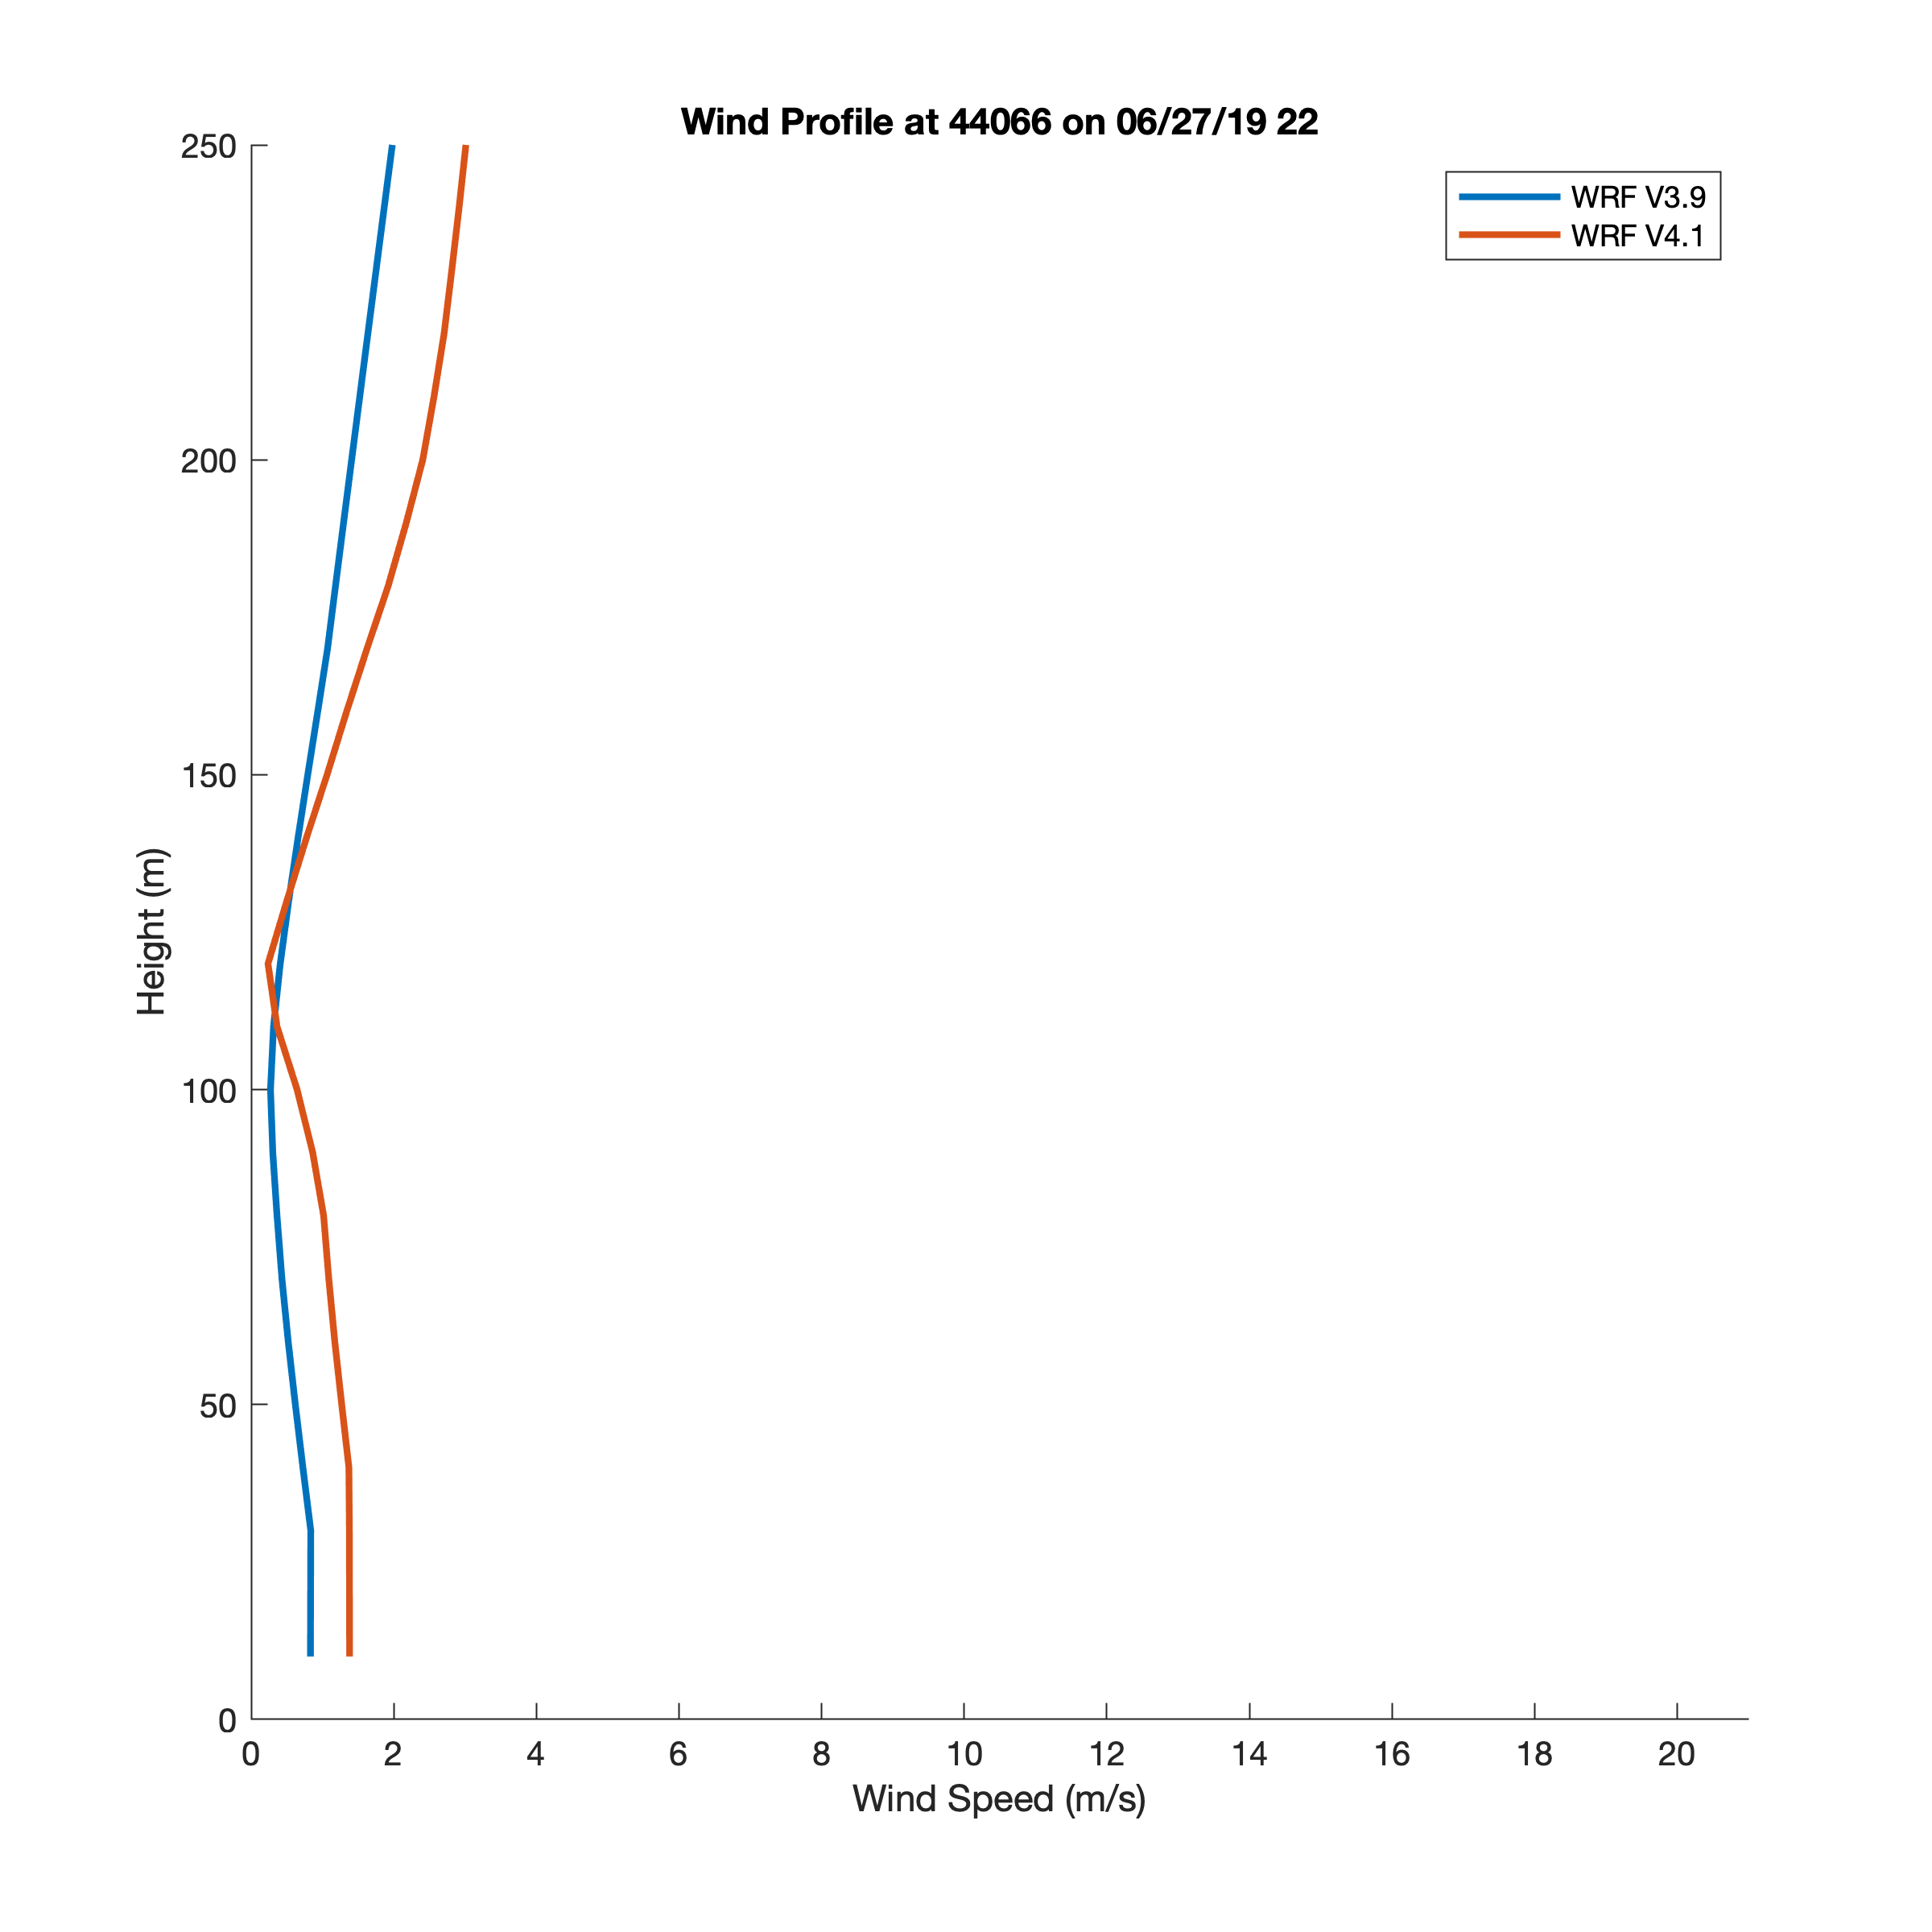 Wind Profile at 44066 on 06/27/19 22
WRF V3.9
WRF V4.1
250
200
150
100
50
0
Height (m)
0 2 4 6 8 10 12 14 16 18 20
Wind Speed (m/s)